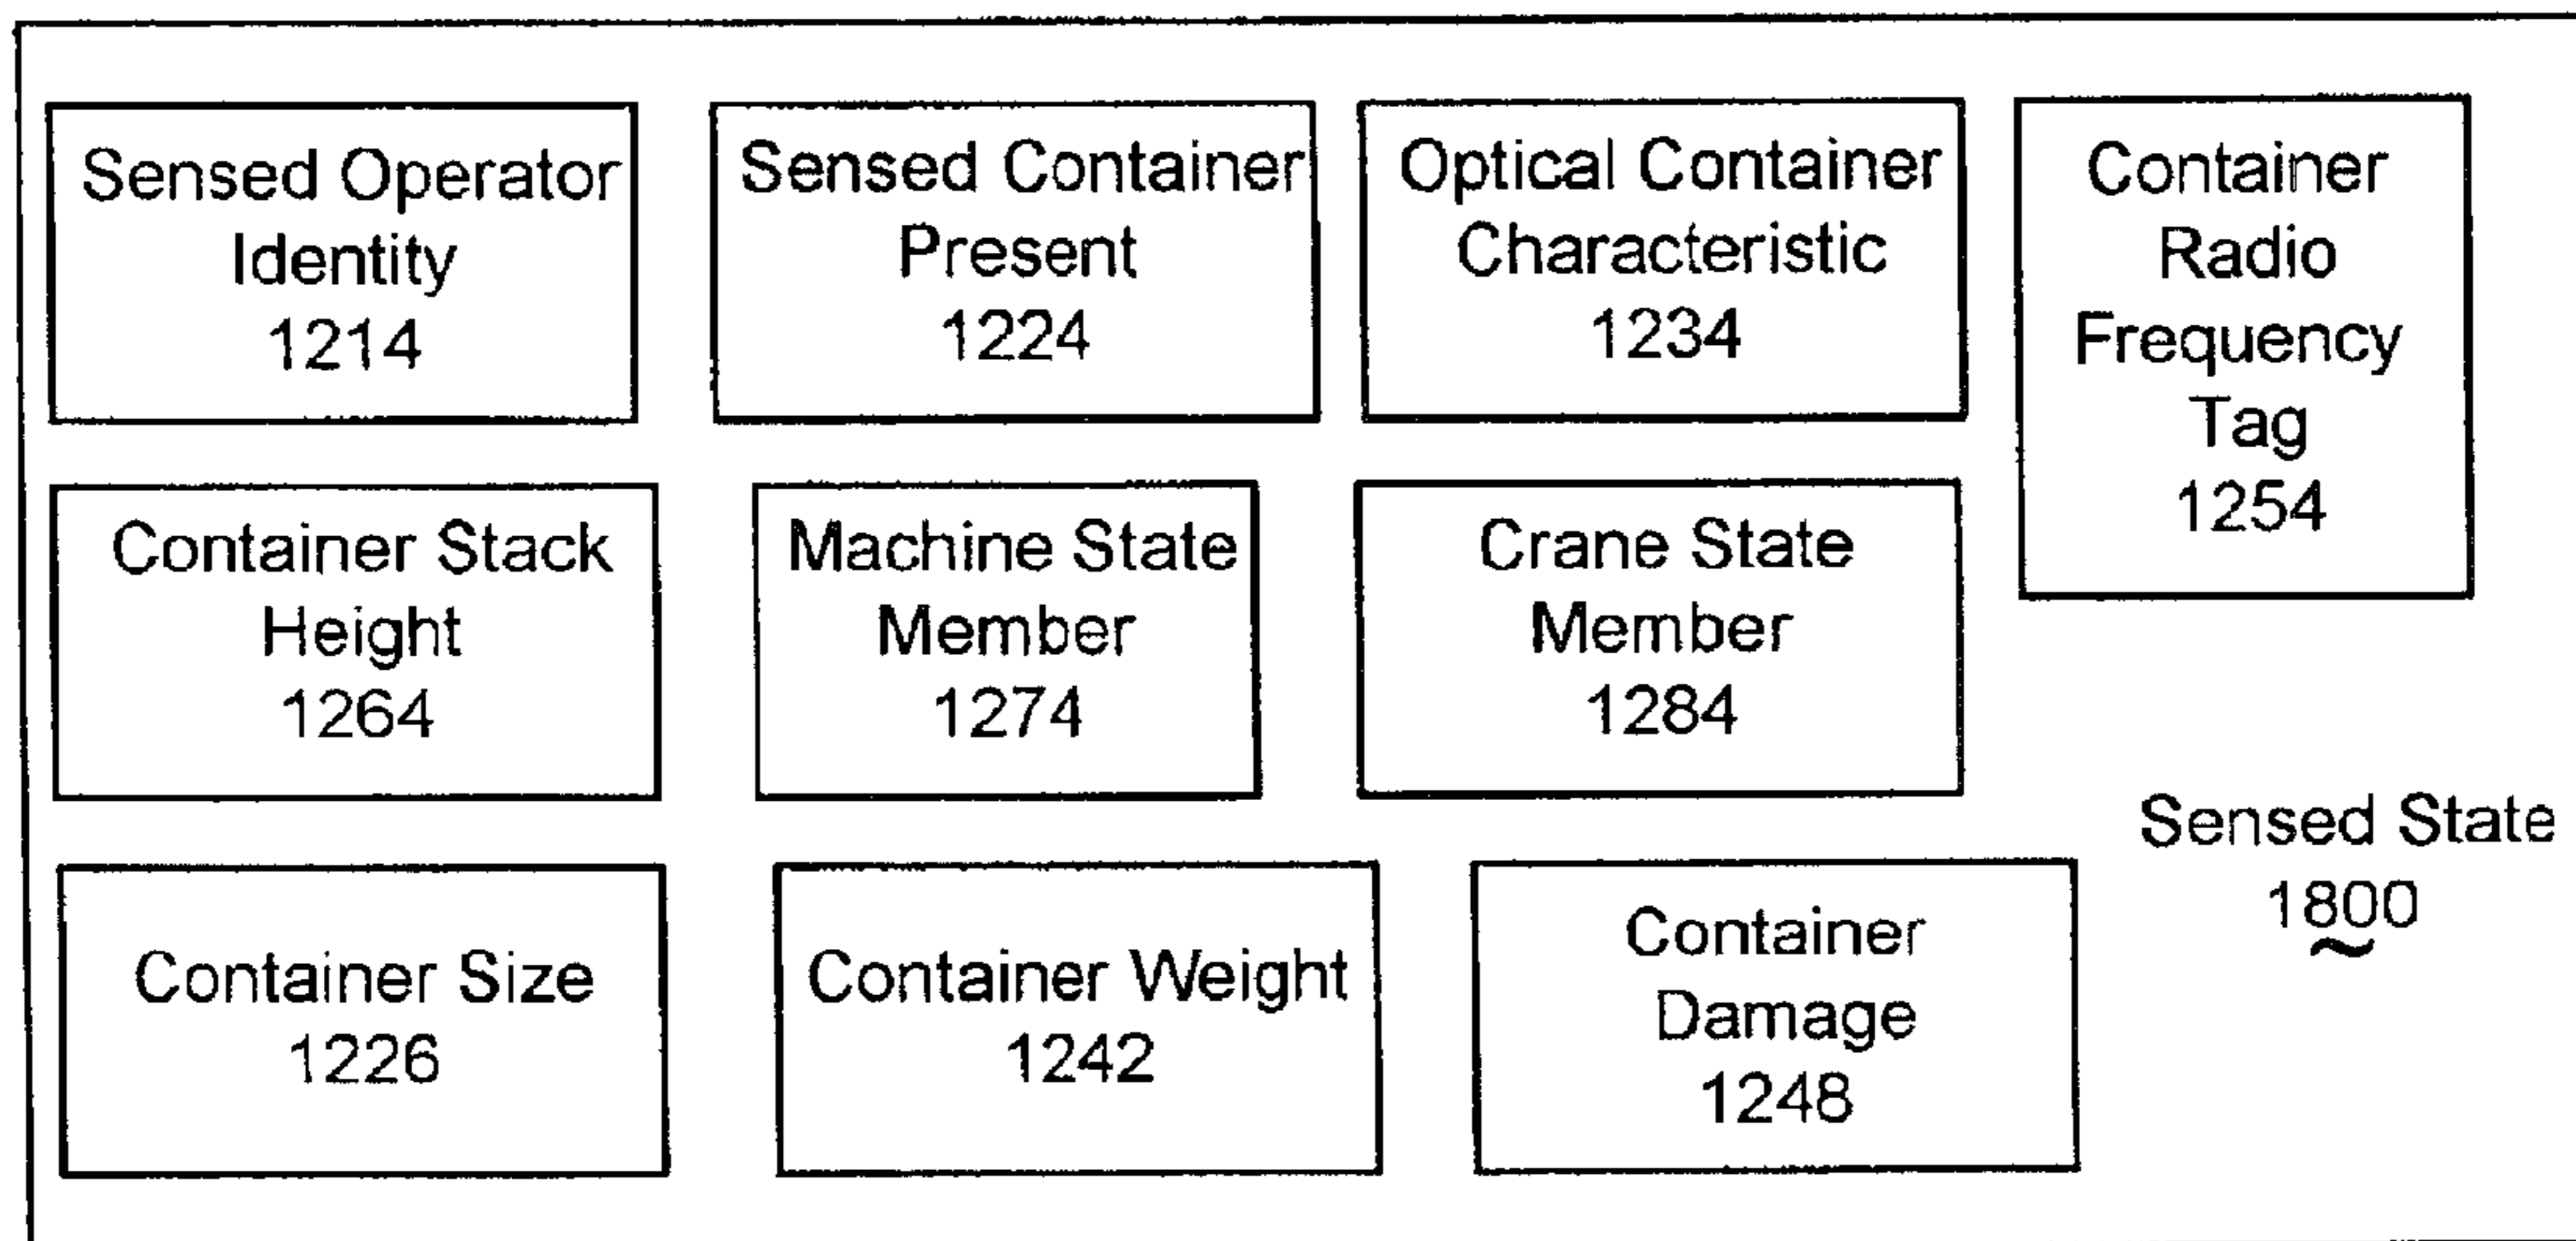 Sensed Operator
Identity
1214
Sensed Container
Present
1224
Optical Container
Characteristic
1234
Container
Radio
Frequency
Tag
1254
Container Stack
Height
1264
Machine State
Member
1274
Crane State
Member
1284
Sensed State
1800
Container Size
1226
Container Weight
1242
Container
Damage
1248